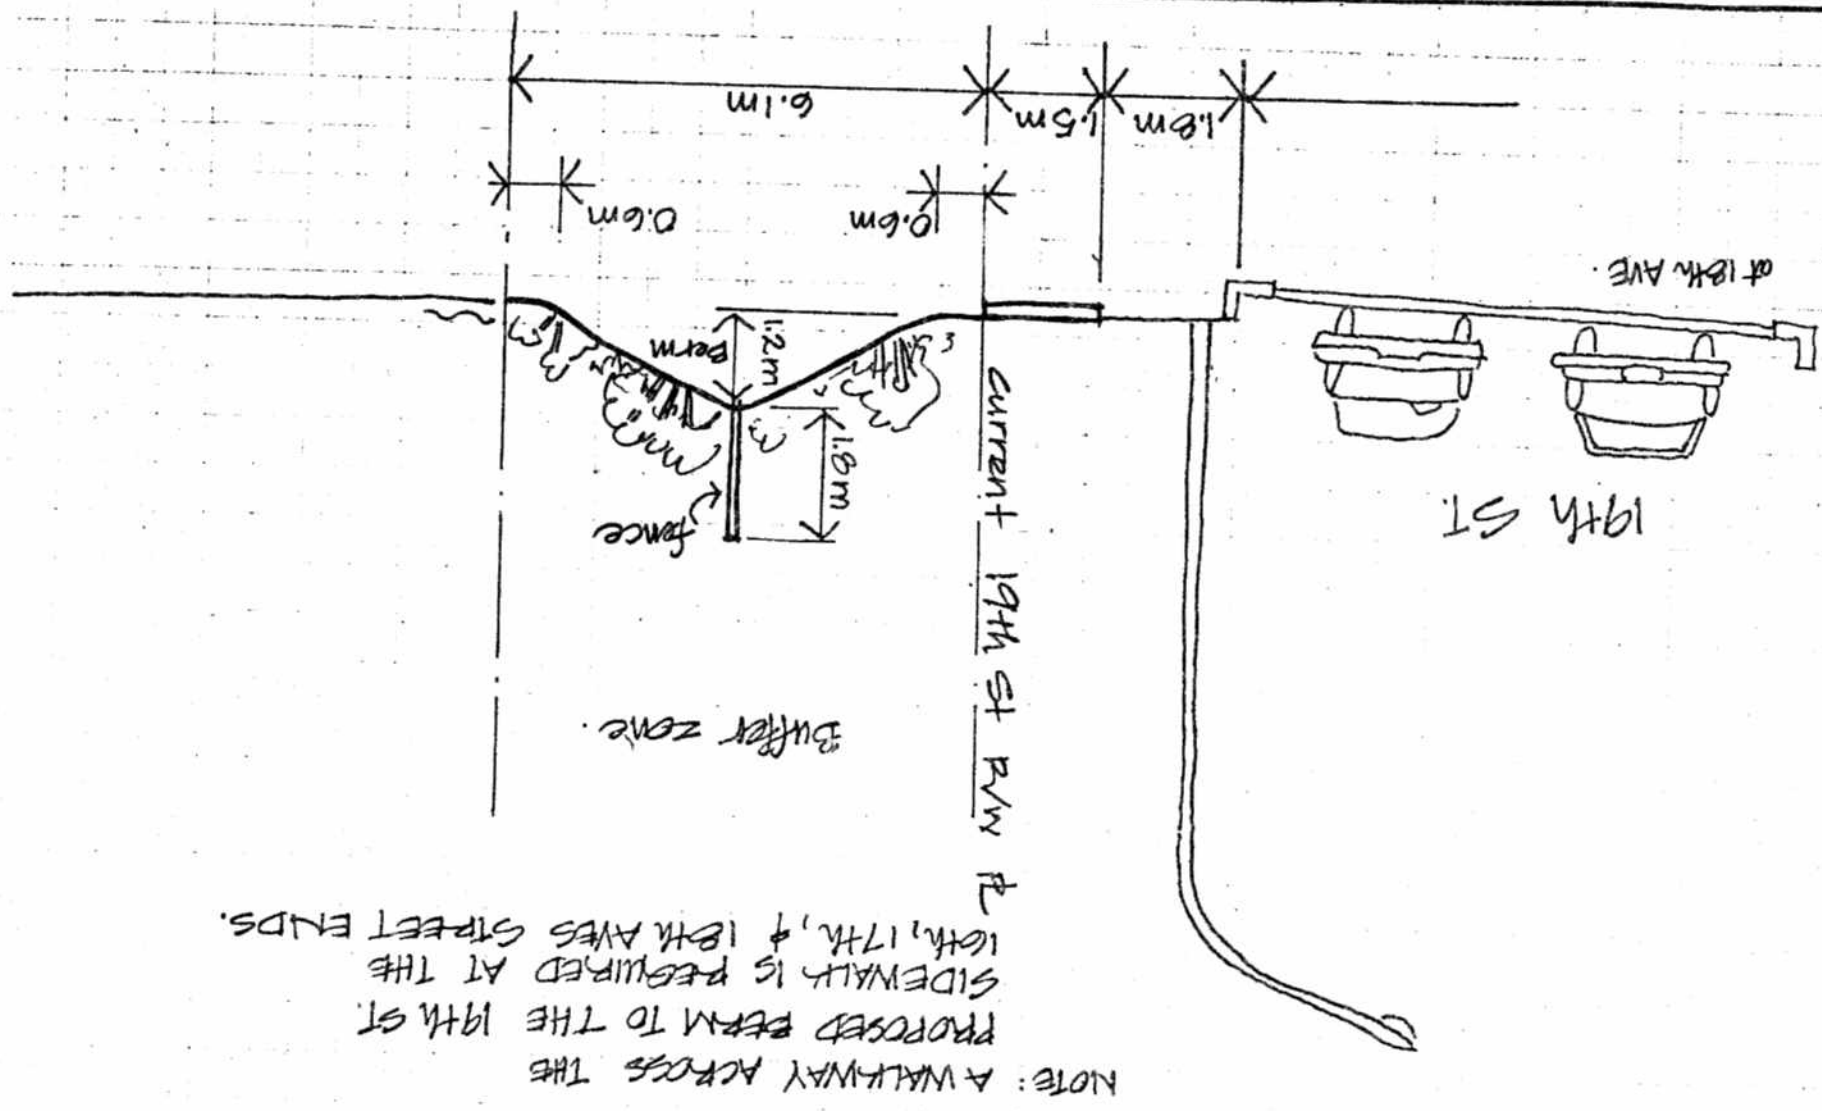 NOTE: A WALKWAY ACROSS THE
PROPOSED BERM TO THE 19th ST.
SIDEWALK IS REQUIRED AT THE
16th, 17th, & 18th AVES STREET ENDS.
Current 19th St R/W PL
Buffer zone.
19th ST.
fence
1.8m
1.2m
Berm
at 18th AVE.
0.6m
0.6m
1.8m
1.5m
6.1m